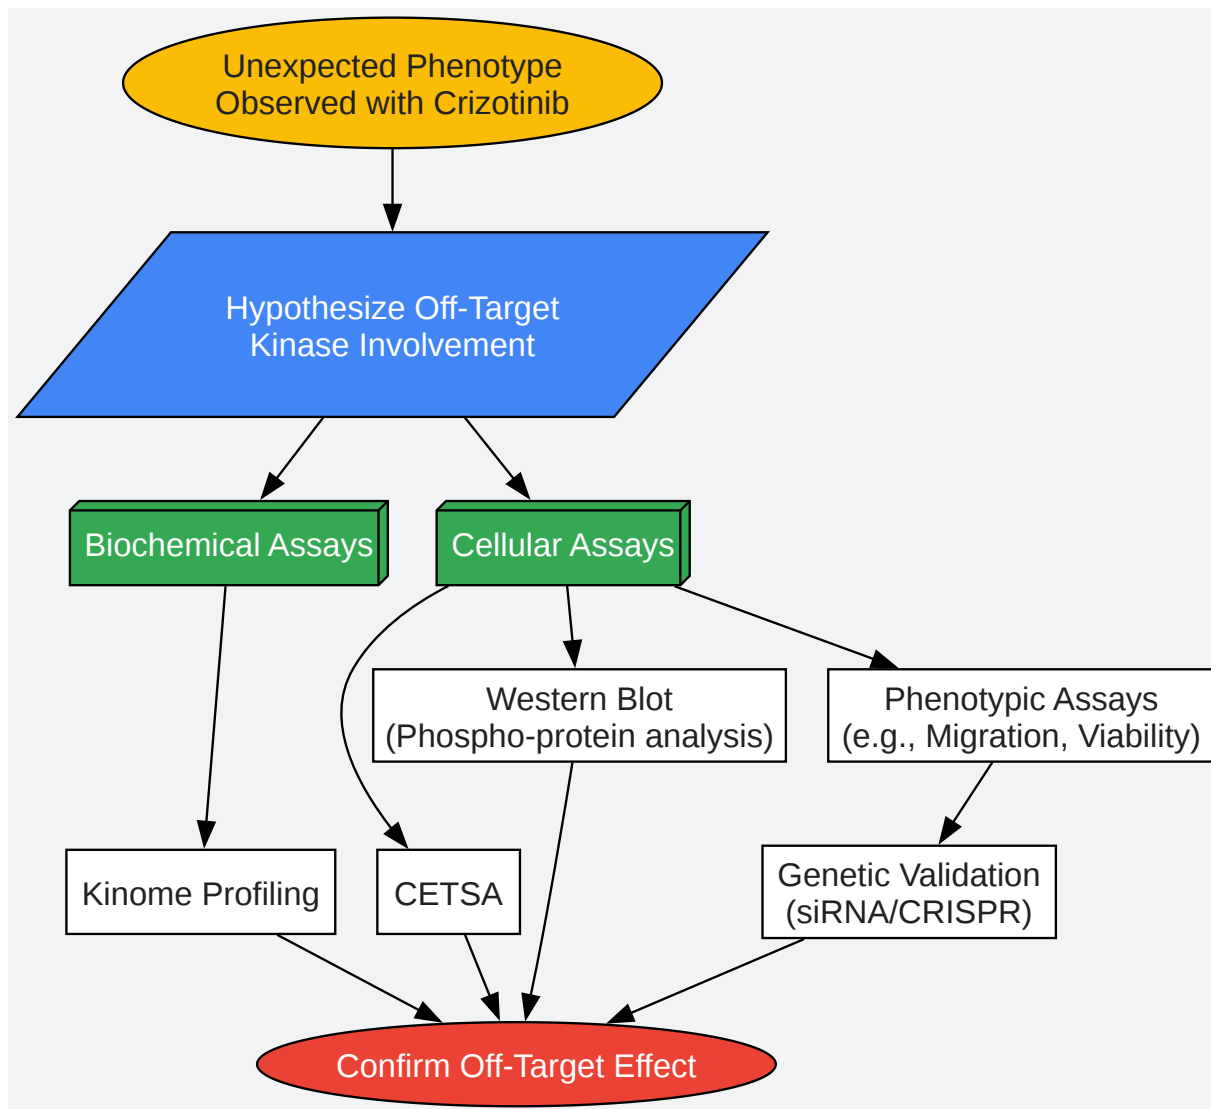 Unexpected Phenotype
Observed with Crizotinib
Hypothesize Off-Target
Kinase Involvement
Biochemical Assays
Cellular Assays
Western Blot
(Phospho-protein analysis)
Phenotypic Assays
(e.g., Migration, Viability)
Kinome Profiling
CETSA
Genetic Validation
(siRNA/CRISPR)
Confirm Off-Target Effect